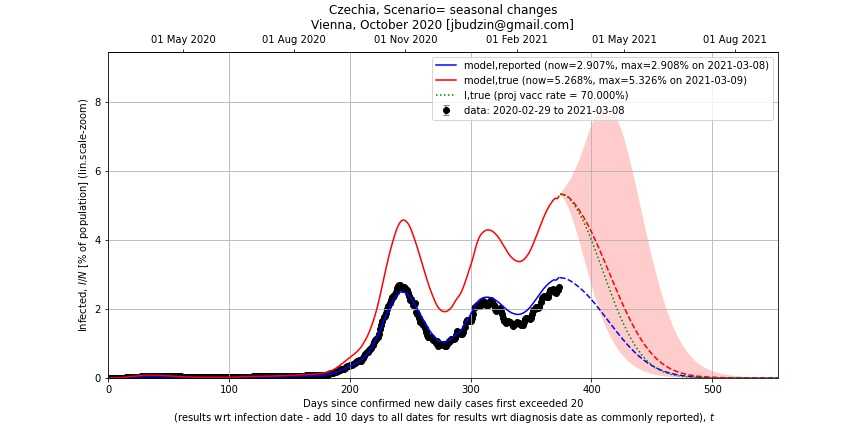 Czechia, Scenario= seasonal changes
Vienna, October 2020 [jbudzin@gmail.com]
01 May 2020 01 Aug 2020 01 Nov 2020 01 Feb 2021 01 May 2021 01 Aug 2021
model,reported (now=2.907%, max=2.908% on 2021-03-08)
model,true (now=5.268%, max=5.326% on 2021-03-09)
I,true (proj vacc rate = 70.000%)
data: 2020-02-29 to 2021-03-08
Infected, I/N [% of population] (lin.scale-zoom)
8
6
4
2
0
0 100 200 300 400 500
Days since confirmed new daily cases exceeded 20
(results wrt infection date - add 10 days to all dates for results wrt diagnosis date as commonly reported), t